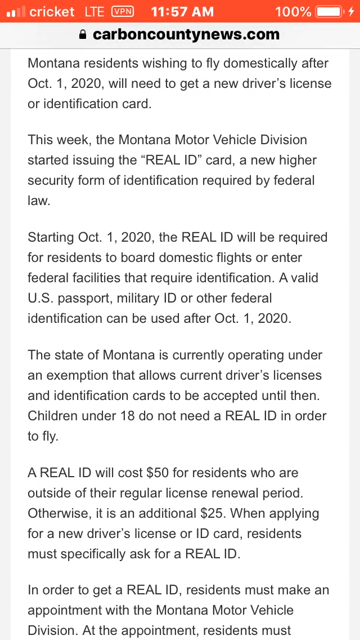 cricket LTE VPN 11:57 AM 100%
carboncountynews.com
Montana residents wishing to fly domestically after
Oct. 1, 2020, will need to get a new driver’s license
or identification card.
This week, the Montana Motor Vehicle Division
started issuing the “REAL ID” card, a new higher
security form of identification required by federal
law.
Starting Oct. 1, 2020, the REAL ID will be required
for residents to board domestic flights or enter
federal facilities that require identification. A valid
U.S. passport, military ID or other federal
identification can be used after Oct. 1, 2020.
The state of Montana is currently operating under
an exemption that allows current driver’s licenses
and identification cards to be accepted until then.
Children under 18 do not need a REAL ID in order
to fly.
A REAL ID will cost $50 for residents who are
outside of their regular license renewal period.
Otherwise, it is an additional $25. When applying
for a new driver’s license or ID card, residents
must specifically ask for a REAL ID.
In order to get a REAL ID, residents must make an
appointment with the Montana Motor Vehicle
Division. At the appointment, residents must